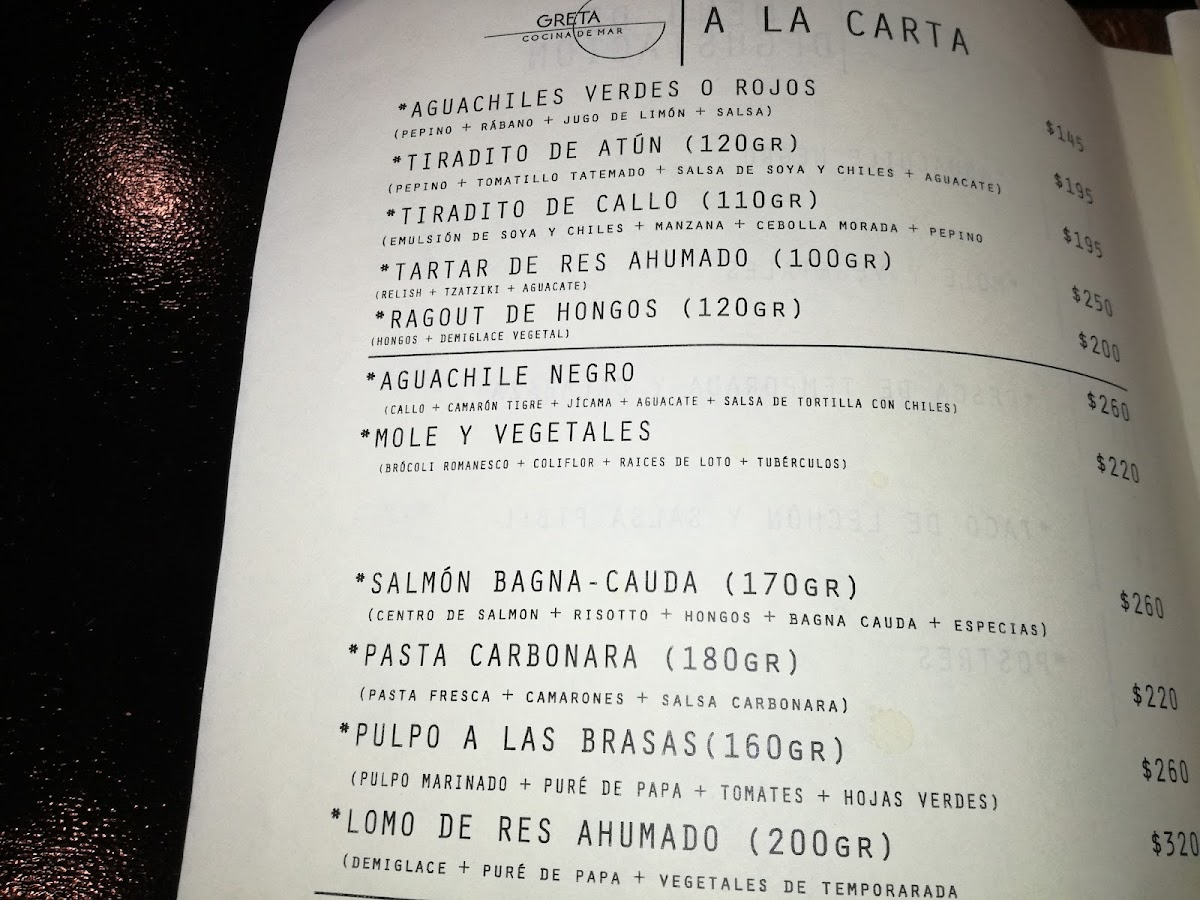 GRETA
COCINA DE MAR
A LA CARTA
*AGUACHILES VERDES O ROJOS
(PEPINO + RÁBANO + JUGO DE LIMÓN + SALSA)
$145
*TIRADITO DE ATÚN (120GR)
(PEPINO + TOMATILLO TATEMADO + SALSA DE SOYA Y CHILES + AGUACATE)
$195
*TIRADITO DE CALLO (110GR)
(EMULSIÓN DE SOYA Y CHILES + MANZANA + CEBOLLA MORADA + PEPINO
$195
*TARTAR DE RES AHUMADO (100GR)
(RELISH + TZATZIKI + AGUACATE)
$250
*RAGOUT DE HONGOS (120GR)
(HONGOS + DEMIGLACE VEGETAL)
$200
*AGUACHILE NEGRO
(CALLO + CAMARÓN TIGRE + JÍCAMA + AGUACATE + SALSA DE TORTILLA CON CHILES)
$260
*MOLE Y VEGETALES
(BRÓCOLI ROMANESCO + COLIFLOR + RAICES DE LOTO + TUBÉRCULOS)
$220
*SALMÓN BAGNA-CAUDA (170GR)
(CENTRO DE SALMON + RISOTTO + HONGOS + BAGNA CAUDA + ESPECIAS)
$260
*PASTA CARBONARA (180GR)
(PASTA FRESCA + CAMARONES + SALSA CARBONARA)
$220
*PULPO A LAS BRASAS(160GR)
(PULPO MARINADO + PURÉ DE PAPA + TOMATES + HOJAS VERDES)
$260
*LOMO DE RES AHUMADO (200GR)
(DEMIGLACE + PURÉ DE PAPA + VEGETALES DE TEMPORARADA
$320